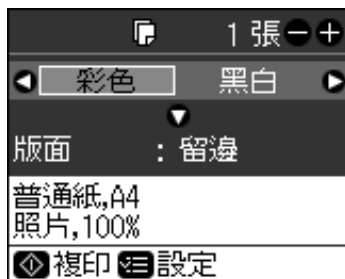 1 張
彩色 黑白
版面 : 留邊
普通紙,A4
照片,100%
複印 設定